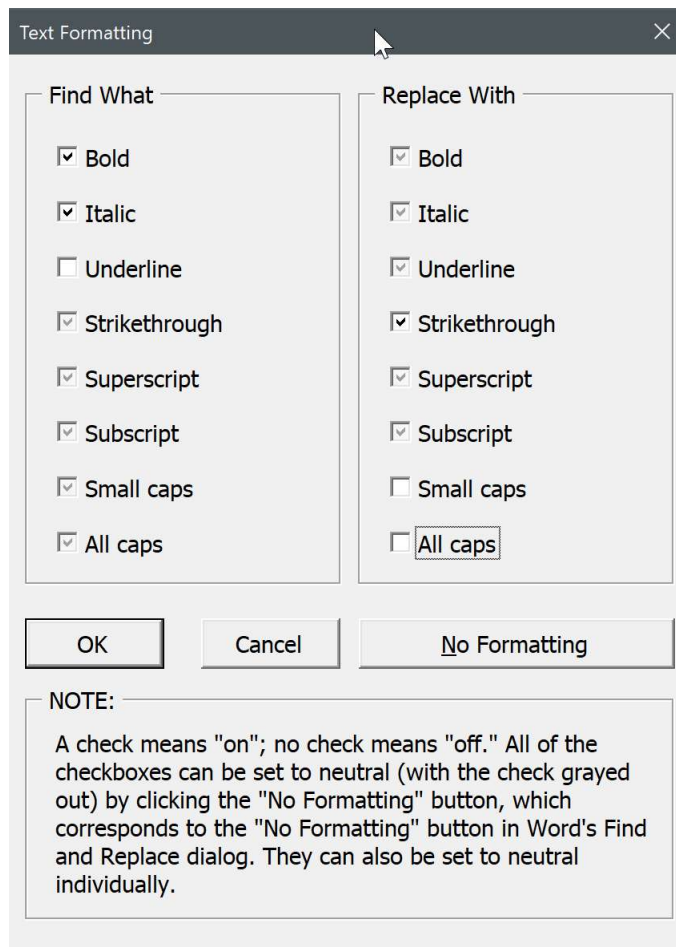 Text Formatting
Find What
Bold
Italic
Underline
Strikethrough
Superscript
Subscript
Small caps
All caps
Replace With
Bold
Italic
Underline
Strikethrough
Superscript
Subscript
Small caps
All caps
OK
Cancel
No Formatting
NOTE:
A check means "on"; no check means "off." All of the
checkboxes can be set to neutral (with the check grayed
out) by clicking the "No Formatting" button, which
corresponds to the "No Formatting" button in Word's Find
and Replace dialog. They can also be set to neutral
individually.